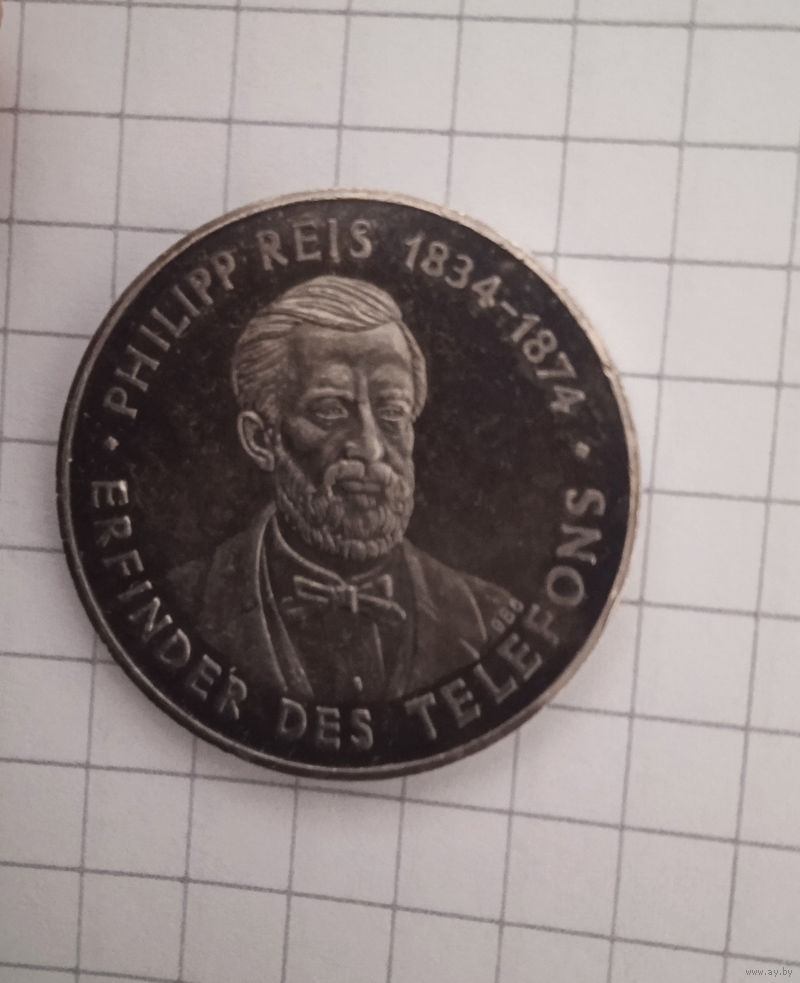 • PHILIPP REIS 1834-1874 •
ERFINDER DES TELEFONS
www.ay.by